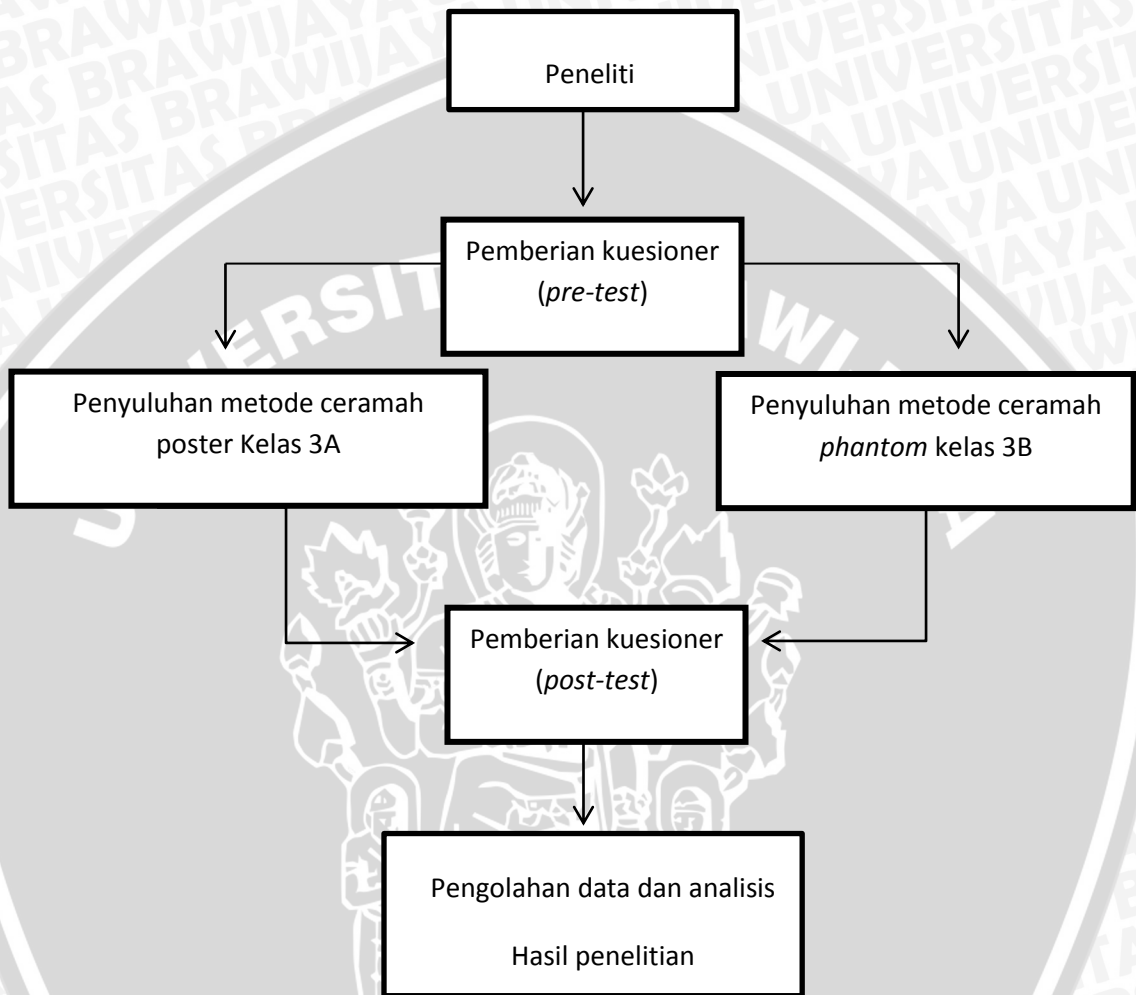 Peneliti
Pemberian kuesioner
(pre-test)
Penyuluhan metode ceramah
poster Kelas 3A
Penyuluhan metode ceramah
phantom kelas 3B
Pemberian kuesioner
(post-test)
Pengolahan data dan analisis
Hasil penelitian